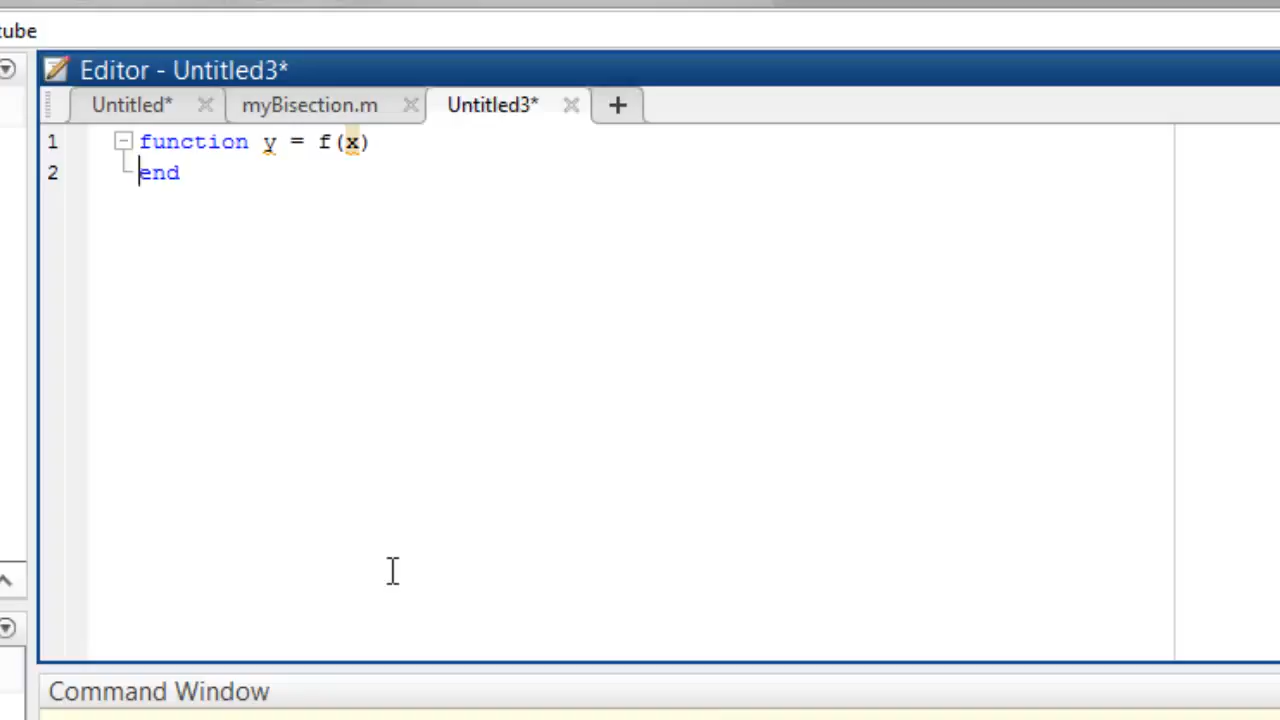 tube
Editor - Untitled3*
Untitled* myBisection.m Untitled3* +
1 function y = f(x)
2 end
Command Window